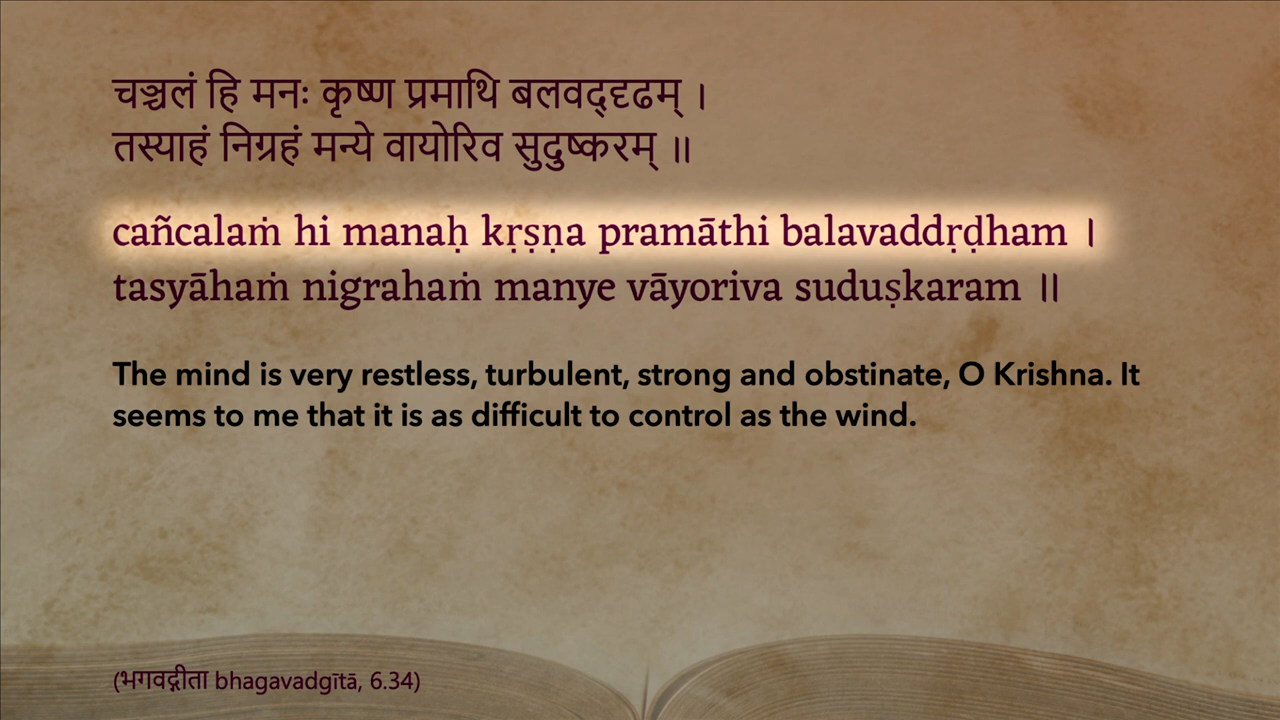 चञ्चलं हि मनः कृष्ण प्रमाथि बलवद्दृढम् ।
तस्याहं निग्रहं मन्ये वायोरिव सुदुष्करम् ॥
cañcalaṁ hi manaḥ kṛṣṇa pramāthi balavaddṛḍham ।
tasyāhaṁ nigrahaṁ manye vāyoriva suduṣkaram ॥
The mind is very restless, turbulent, strong and obstinate, O Krishna. It
seems to me that it is as difficult to control as the wind.
(भगवद्गीता bhagavadgītā, 6.34)